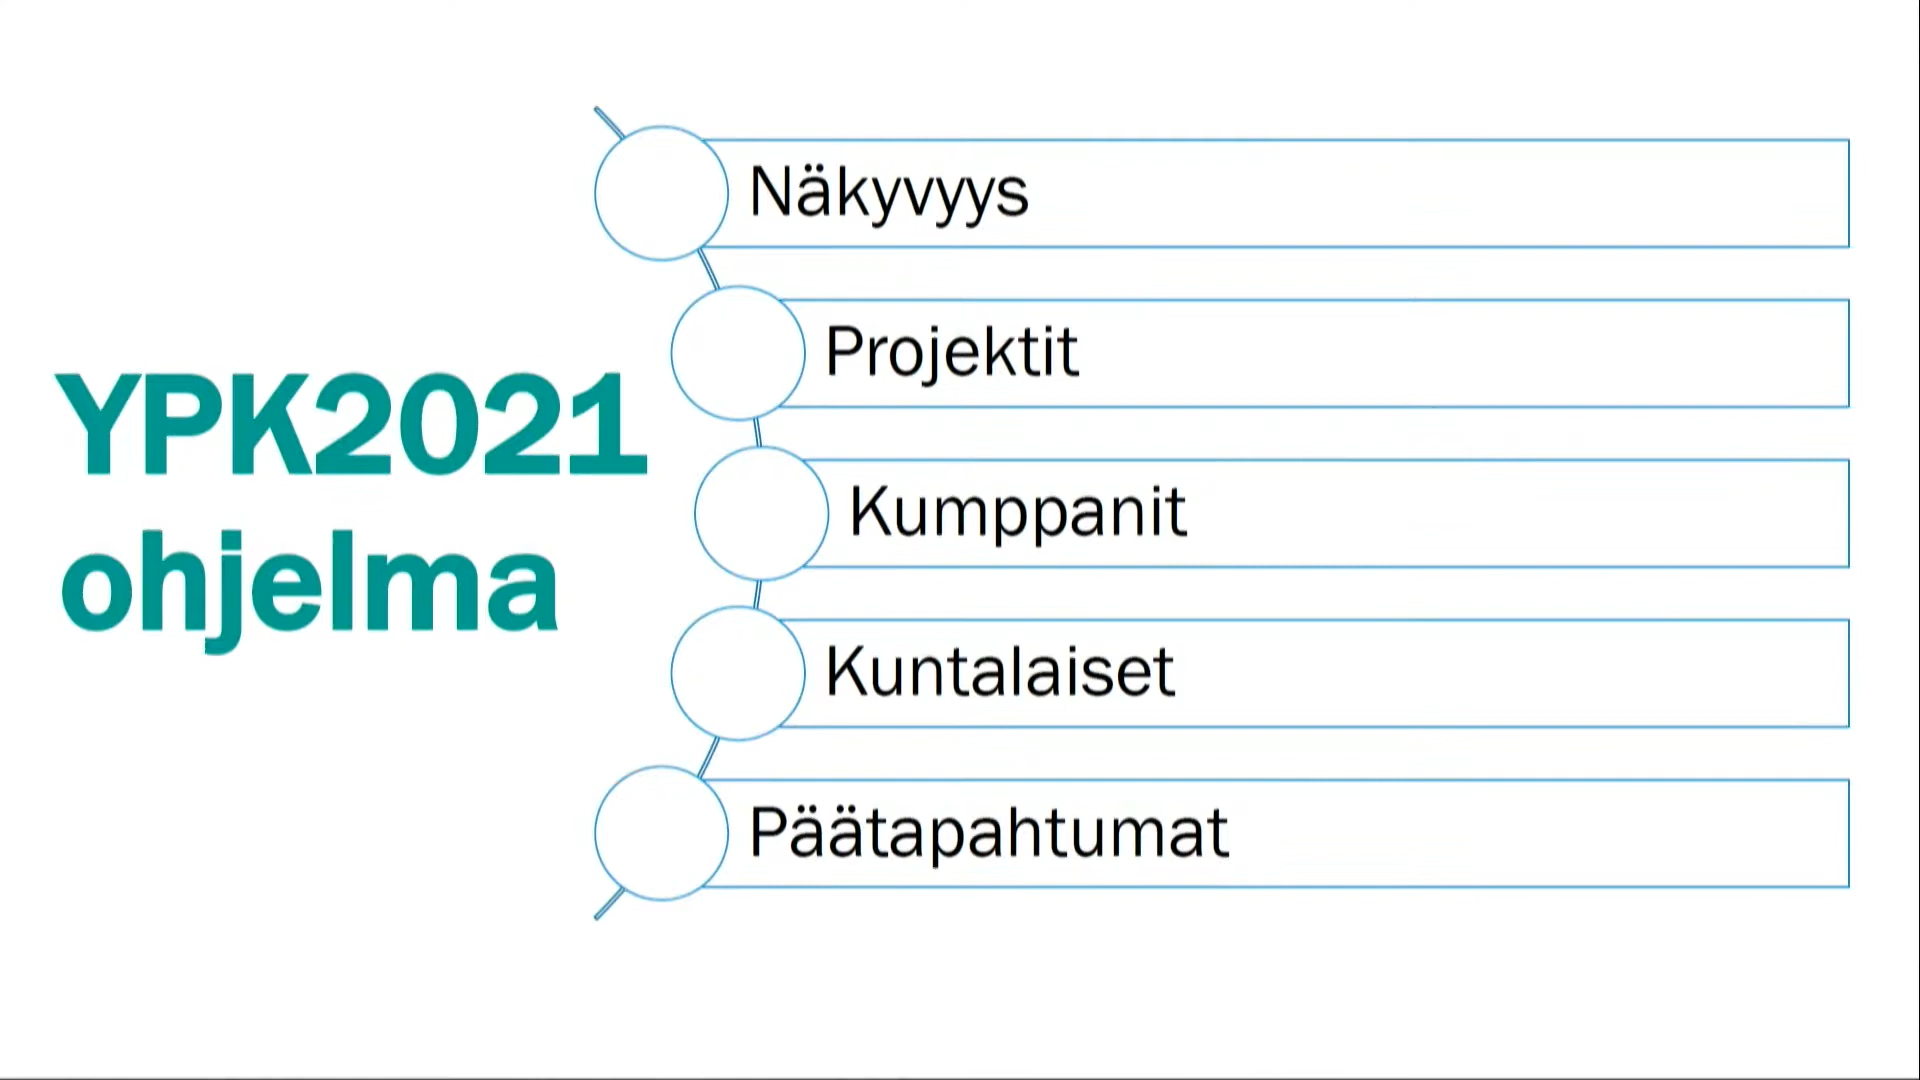 YPK2021
ohjelma
Näkyvyys
Projektit
Kumppanit
Kuntalaiset
Päätapahtumat